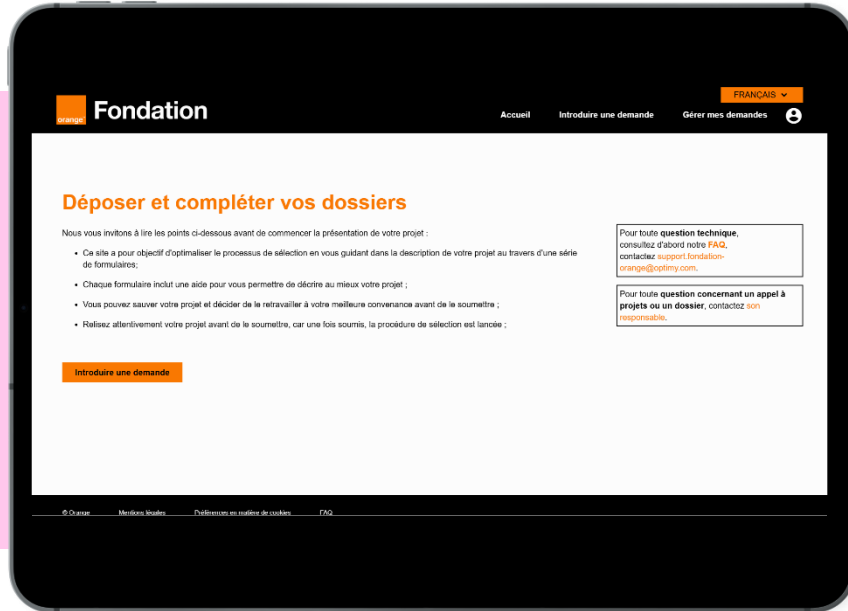 FRANÇAIS
orange
Fondation
Accueil Introduire une demande Gérer mes demandes
Déposer et compléter vos dossiers
Nous vous invitons à lire les points ci-dessous avant de commencer la présentation de votre projet :
• Ce site a pour objectif d'optimaliser le processus de sélection en vous guidant dans la description de votre projet au travers d'une série
de formulaires;
• Chaque formulaire inclut une aide pour vous permettre de décrire au mieux votre projet ;
• Vous pouvez sauver votre projet et décider de le retravailler à votre meilleure convenance avant de le soumettre ;
• Relisez attentivement votre projet avant de le soumettre, car une fois soumis, la procédure de sélection est lancée ;
Introduire une demande
Pour toute question technique,
consultez d'abord notre FAQ,
contactez support.fondation-
orange@optimy.com.
Pour toute question concernant un appel à
projets ou un dossier, contactez son
responsable.
© Orange Mentions légales Préférences en matière de cookies FAQ